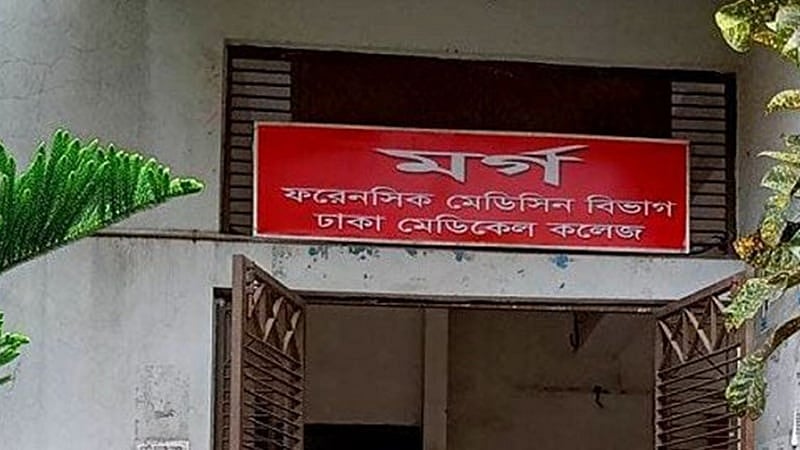 মর্গ
ফরেনসিক মেডিসিন বিভাগ
ঢাকা মেডিকেল কলেজ